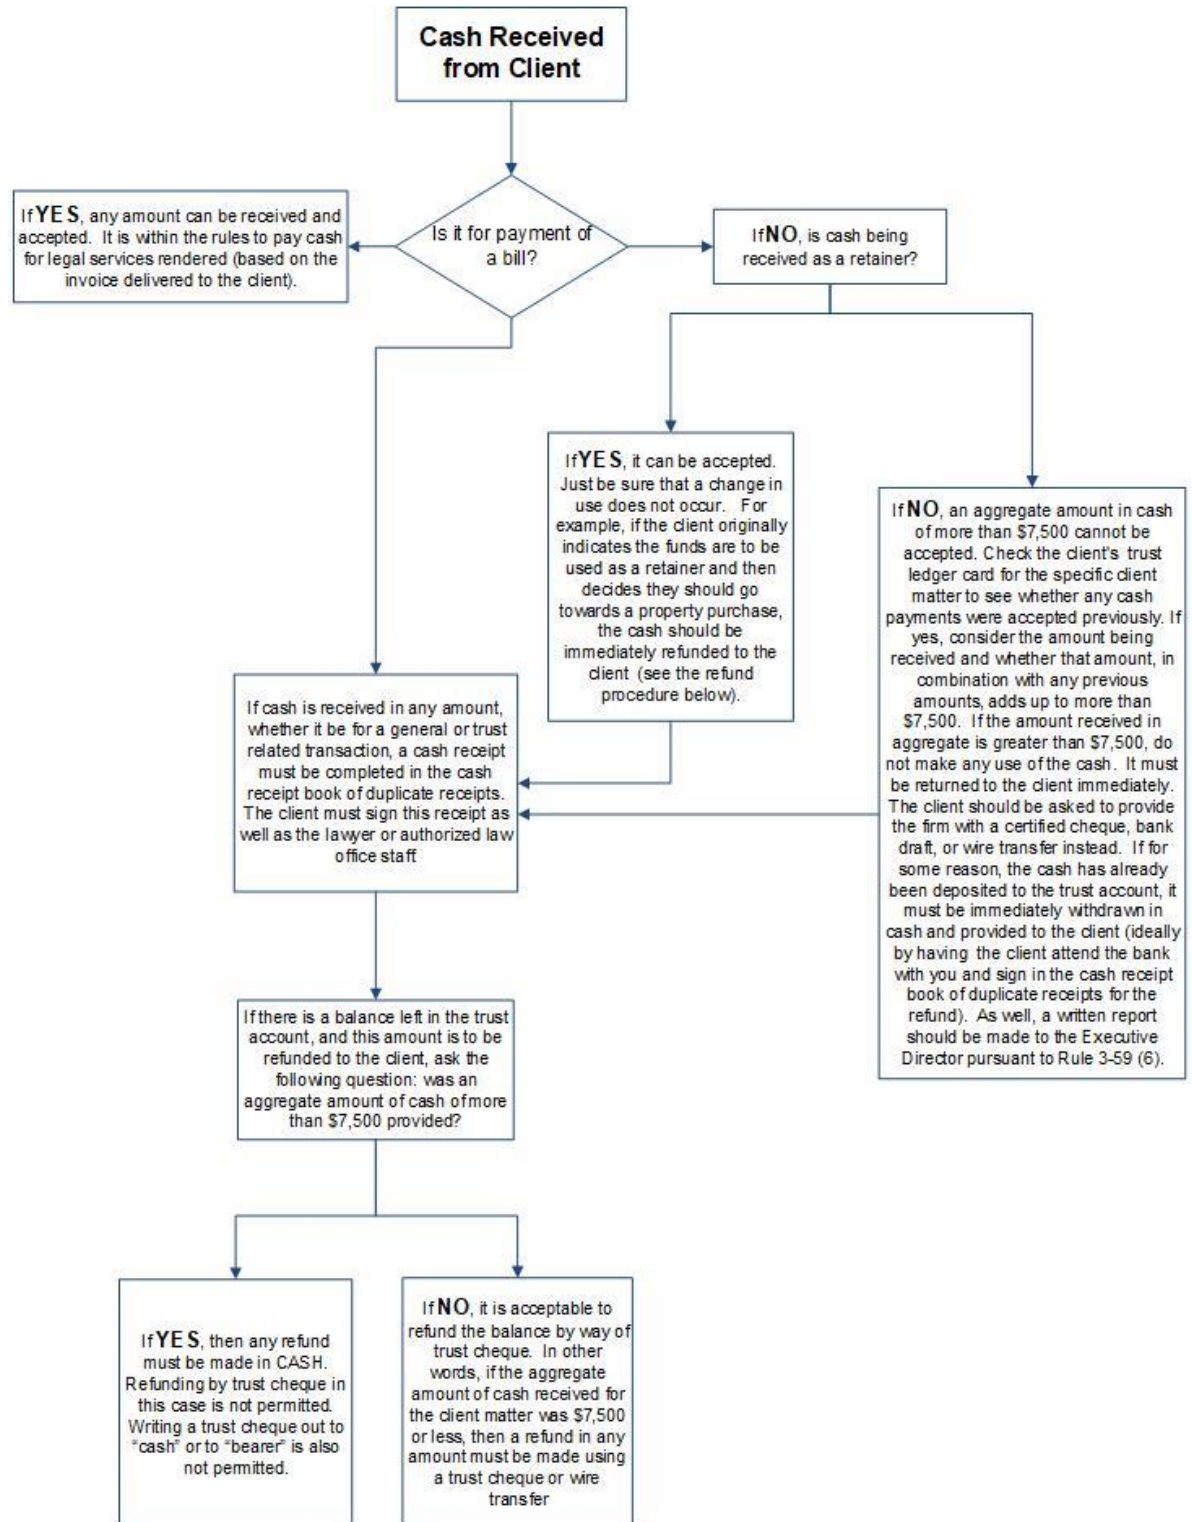 Cash Received
from Client
Is it for payment of
a bill?
If YES, any amount can be received and
accepted. It is within the rules to pay cash
for legal services rendered (based on the
invoice delivered to the client).
If NO, is cash being
received as a retainer?
If YES, it can be accepted.
Just be sure that a change in
use does not occur. For
example, if the client originally
indicates the funds are to be
used as a retainer and then
decides they should go
towards a property purchase,
the cash should be
immediately refunded to the
client (see the refund
procedure below).
If NO, an aggregate amount in cash
of more than $7,500 cannot be
accepted. Check the client's trust
ledger card for the specific client
matter to see whether any cash
payments were accepted previously. If
yes, consider the amount being
received and whether that amount, in
combination with any previous
amounts, adds up to more than
$7,500. If the amount received in
aggregate is greater than $7,500, do
not make any use of the cash. It must
be returned to the client immediately.
The client should be asked to provide
the firm with a certified cheque, bank
draft, or wire transfer instead. If for
some reason, the cash has already
been deposited to the trust account, it
must be immediately withdrawn in
cash and provided to the client (ideally
by having the client attend the bank
with you and sign in the cash receipt
book of duplicate receipts for the
refund). As well, a written report
should be made to the Executive
Director pursuant to Rule 3-59 (6).
If cash is received in any amount,
whether it be for a general or trust
related transaction, a cash receipt
must be completed in the cash
receipt book of duplicate receipts.
The client must sign this receipt as
well as the lawyer or authorized law
office staff
If there is a balance left in the trust
account, and this amount is to be
refunded to the client, ask the
following question: was an
aggregate amount of cash of more
than $7,500 provided?
If YES, then any refund
must be made in CASH.
Refunding by trust cheque in
this case is not permitted.
Writing a trust cheque out to
“cash” or to “bearer” is also
not permitted.
If NO, it is acceptable to
refund the balance by way of
trust cheque. In other
words, if the aggregate
amount of cash received for
the client matter was $7,500
or less, then a refund in any
amount must be made using
a trust cheque or wire
transfer